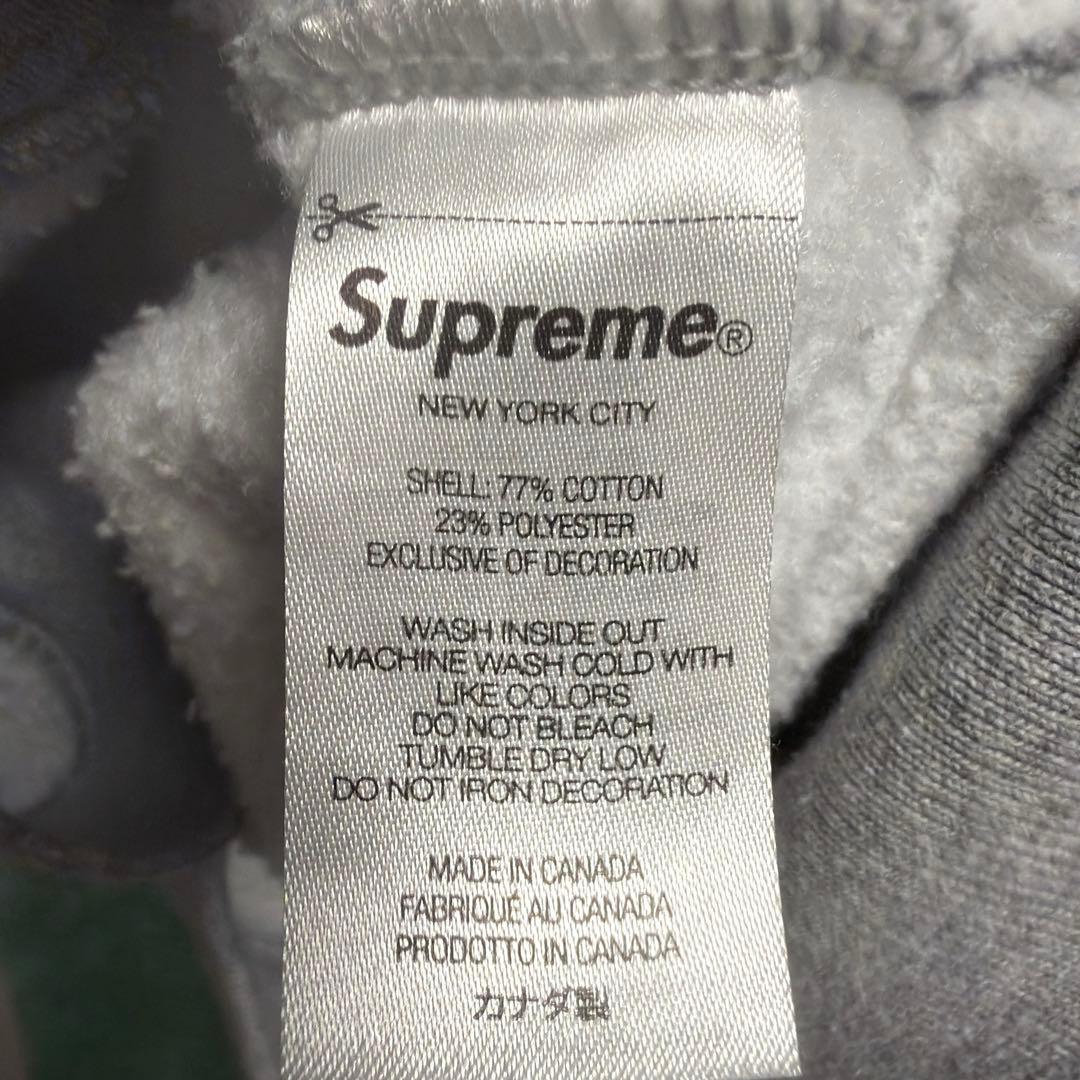 Supreme®
NEW YORK CITY
SHELL: 77% COTTON
23% POLYESTER
EXCLUSIVE OF DECORATION
WASH INSIDE OUT
MACHINE WASH COLD WITH
LIKE COLORS
DO NOT BLEACH
TUMBLE DRY LOW
DO NOT IRON DECORATION
MADE IN CANADA
FABRIQUÉ AU CANADA
PRODOTTO IN CANADA
カナダ製